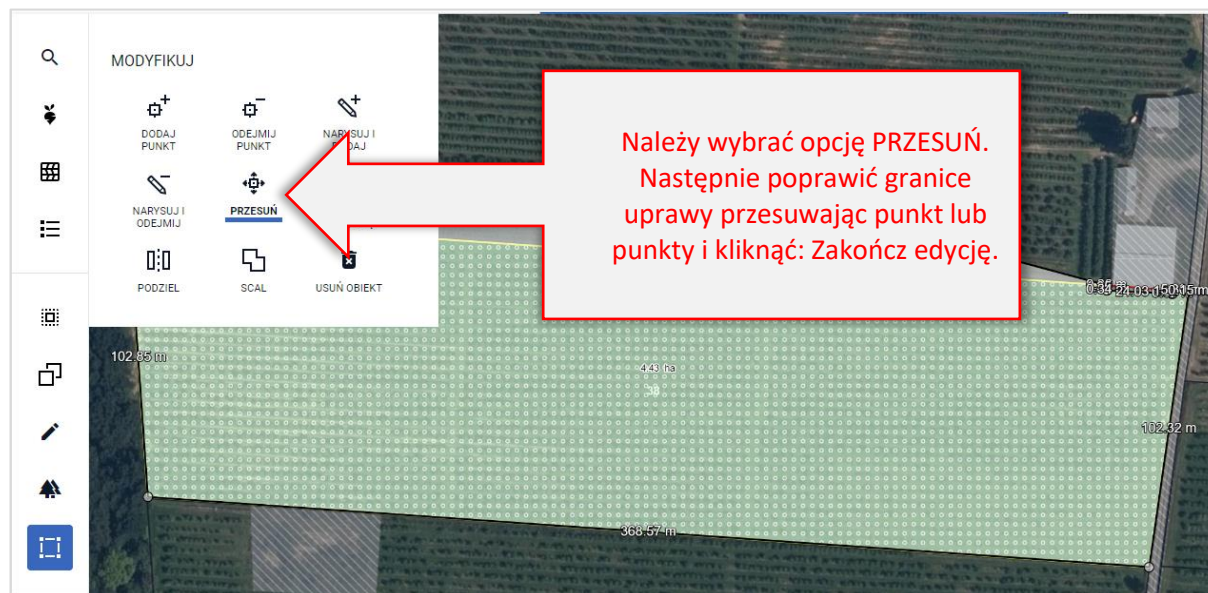 MODYFIKUJ
DODAJ
PUNKT
ODEJMIJ
PUNKT
NARYSUJ I
NARYSUJ I
ODEJMIJ
PRZESUŃ
PODZIEL
SCAL
USUŃ OBIEKT
Należy wybrać opcję PRZESUŃ.
Następnie poprawić granice
uprawy przesuwając punkt lub
punkty i kliknąć: Zakończ edycję.
102.85 m
4.43 ha
38
102.32 m
368.57 m